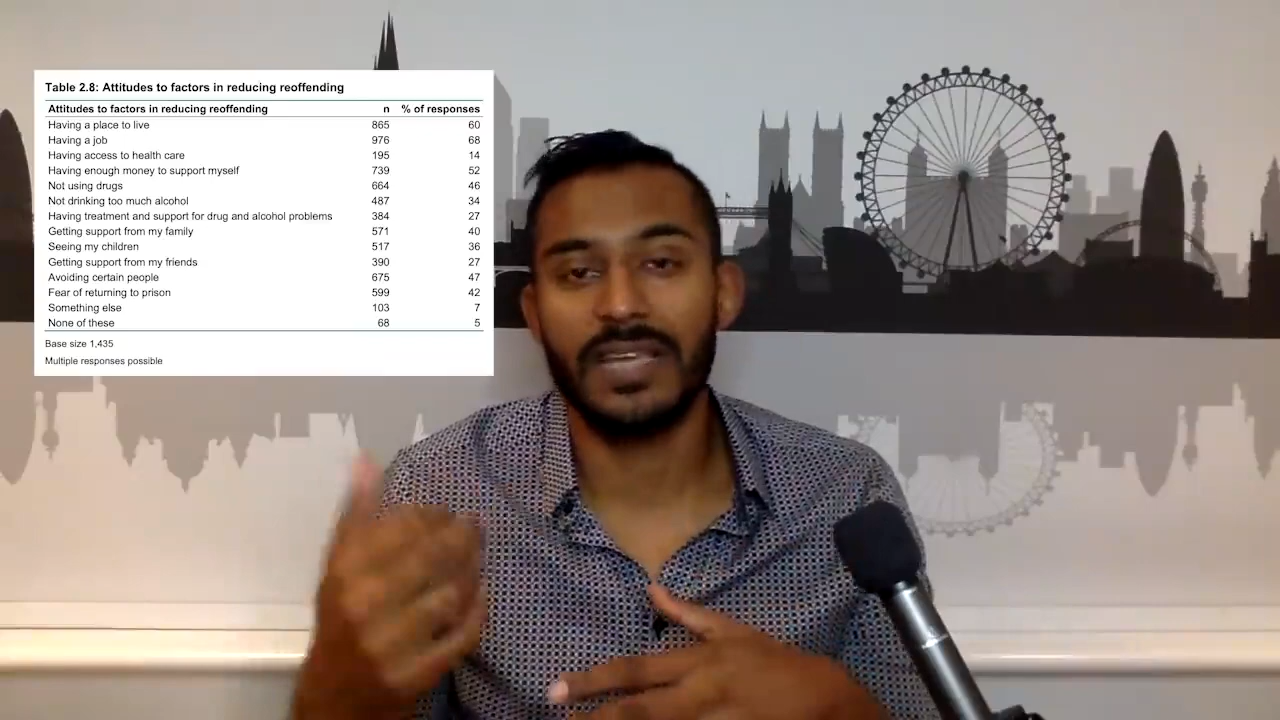 Table 2.8: Attitudes to factors in reducing reoffending
Attitudes to factors in reducing reoffending n % of responses
Having a place to live 865 60
Having a job 976 68
Having access to health care 195 14
Having enough money to support myself 739 52
Not using drugs 664 46
Not drinking too much alcohol 487 34
Having treatment and support for drug and alcohol problems 384 27
Getting support from my family 571 40
Seeing my children 517 36
Getting support from my friends 390 27
Avoiding certain people 675 47
Fear of returning to prison 599 42
Something else 103 7
None of these 68 5
Base size 1,435
Multiple responses possible